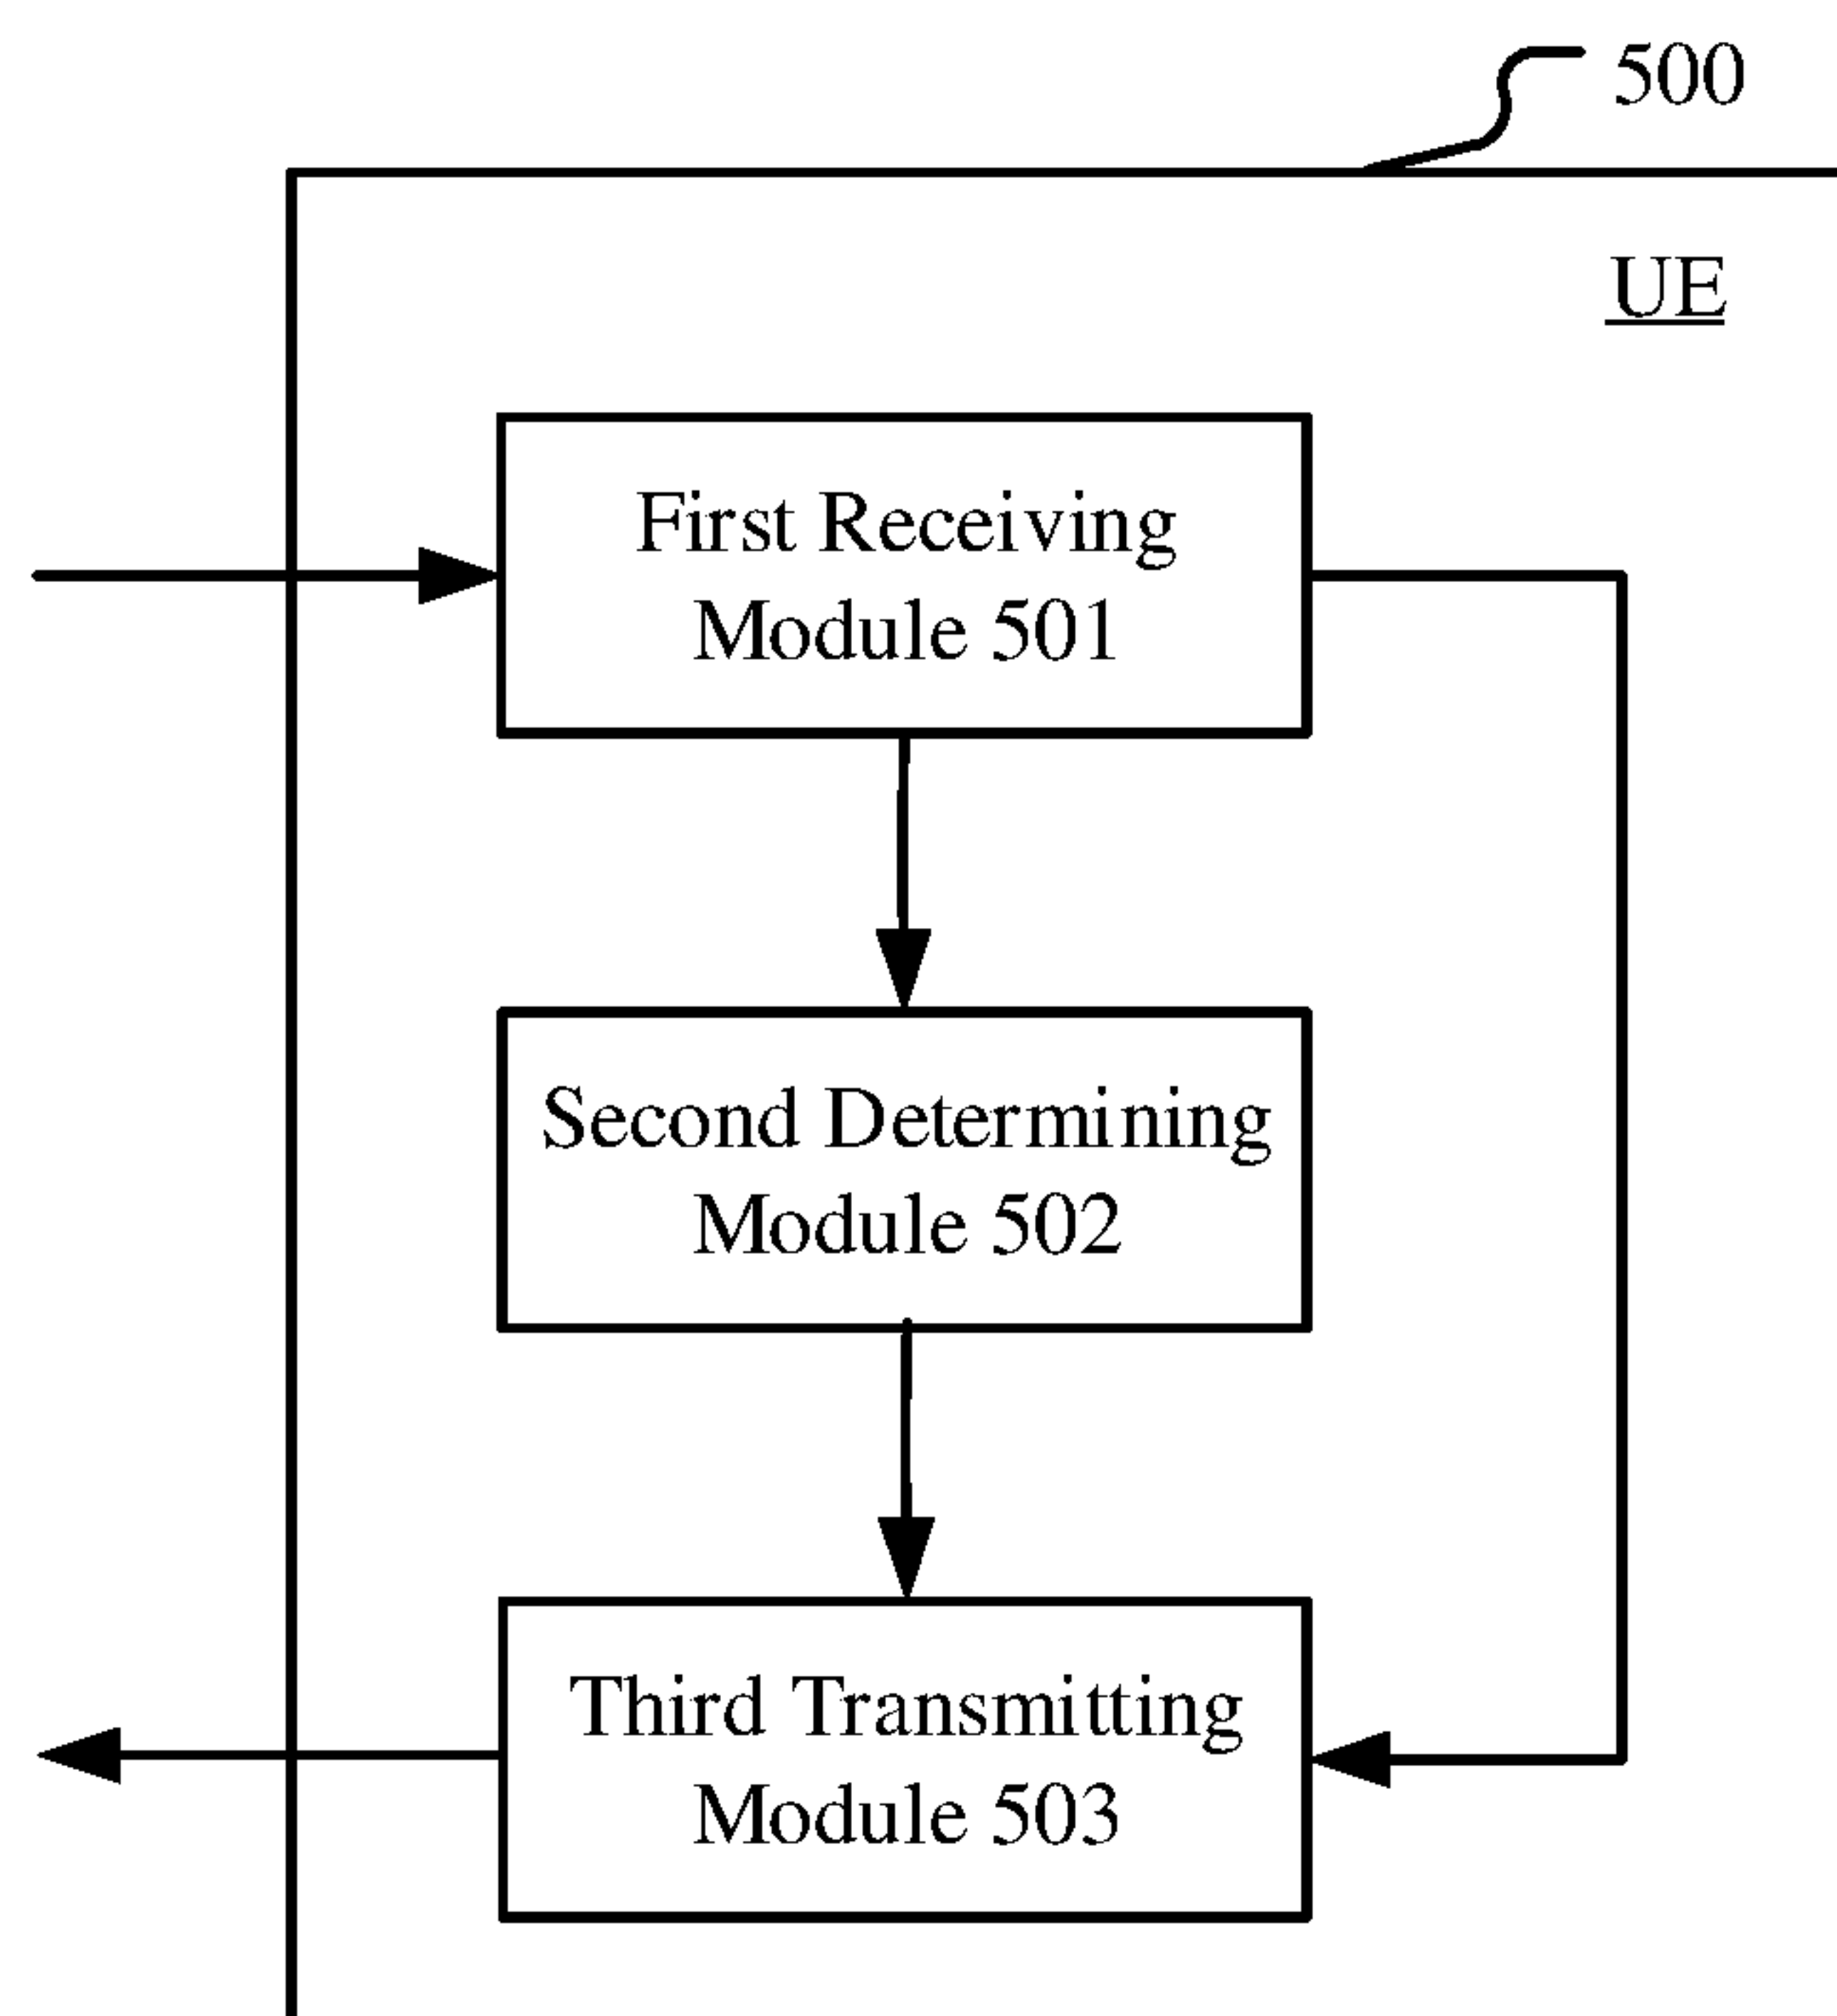 500
UE
First Receiving
Module 501
Second Determining
Module 502
Third Transmitting
Module 503